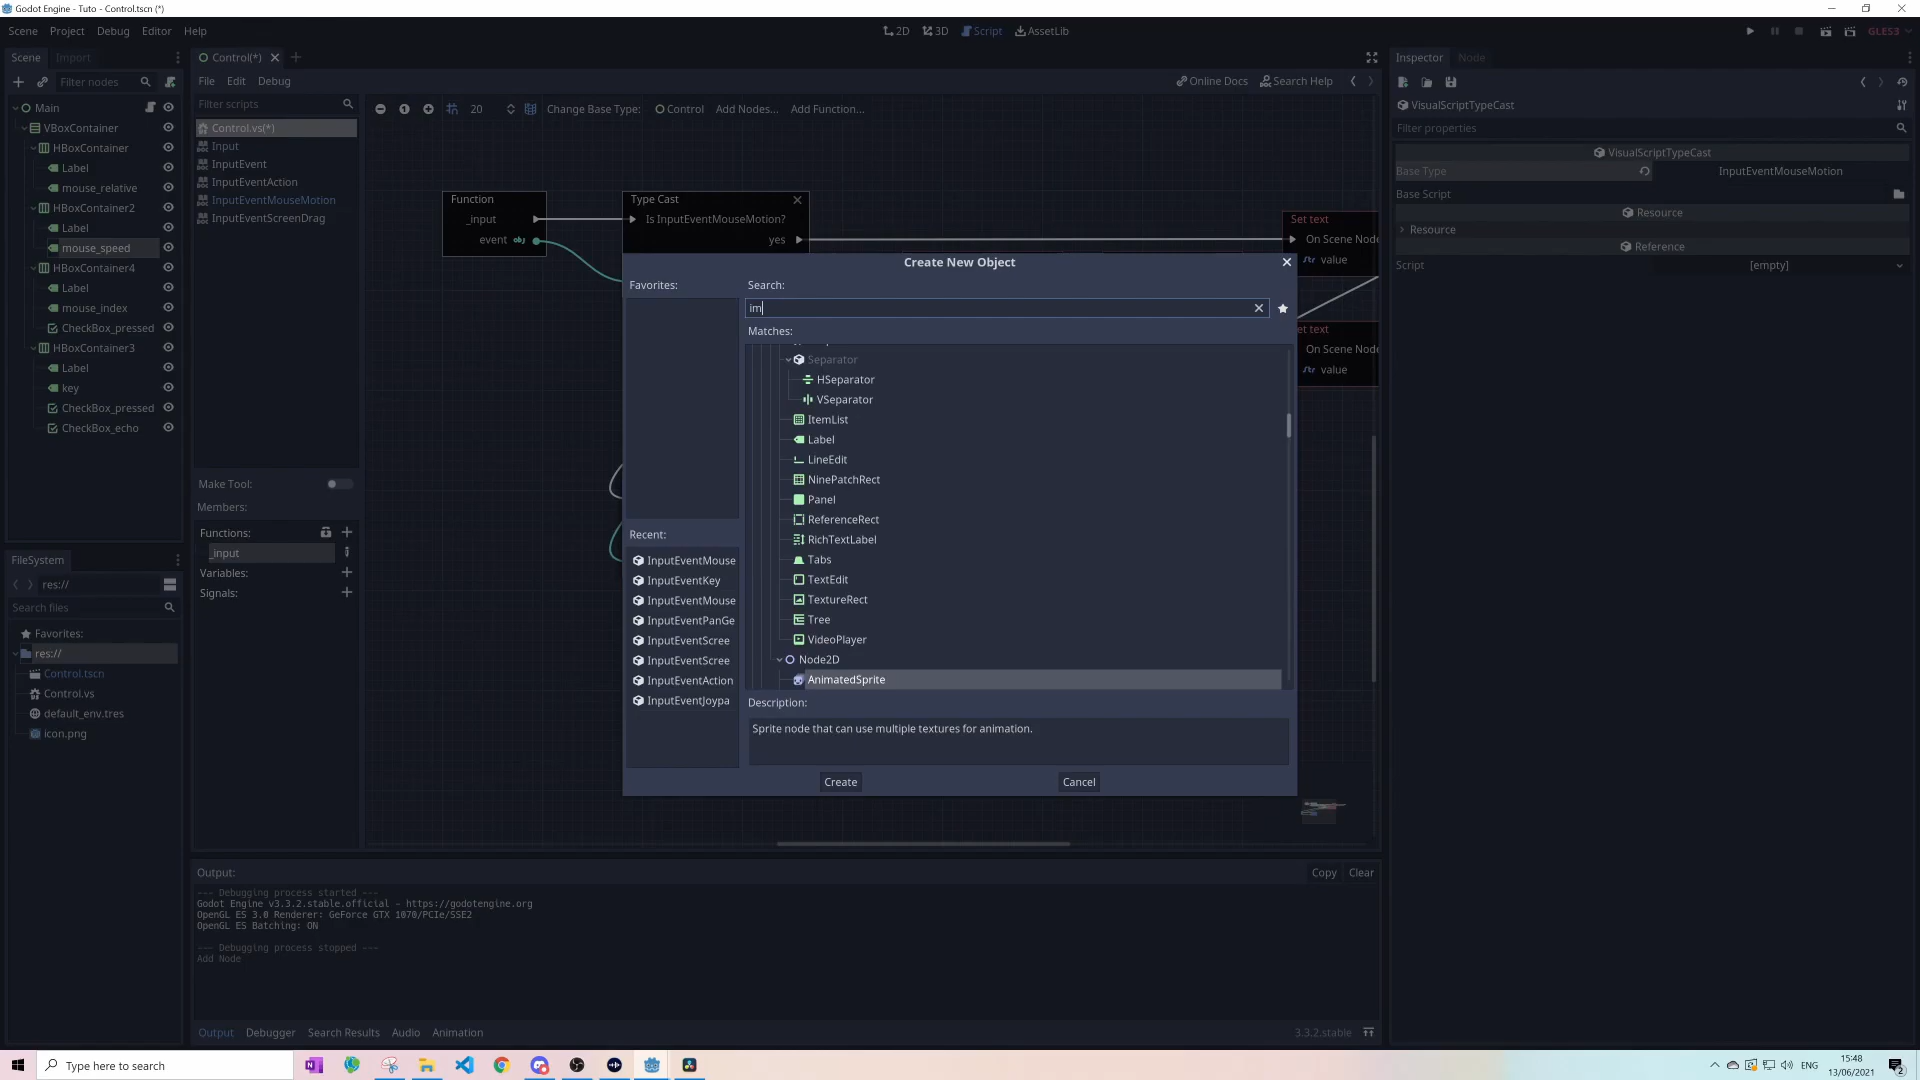 Godot Engine - Tuto - Control.tscn (*)
Scene Project Debug Editor Help
2D 3D Script AssetLib
GLES3
Scene Import
Filter nodes
Main
VBoxContainer
HBoxContainer
Label
mouse_relative
HBoxContainer2
Label
mouse_speed
HBoxContainer4
Label
mouse_index
CheckBox_pressed
HBoxContainer3
Label
key
CheckBox_pressed
CheckBox_echo
FileSystem
res://
Search files
Favorites:
res://
Control.tscn
Control.vs
default_env.tres
icon.png
Control(*)
File Edit Debug
Online Docs Search Help
Filter scripts
Control.vs(*)
Input
InputEvent
InputEventAction
InputEventMouseMotion
InputEventScreenDrag
Make Tool:
Members:
Functions:
_input
Variables:
Signals:
20 Change Base Type: Control Add Nodes... Add Function...
Function
_input
event obj
Type Cast
Is InputEventMouseMotion?
yes
Set text
On Scene Node
Str value
et text
On Scene Node
Str value
Create New Object
Favorites:
Recent:
InputEventMouse
InputEventKey
InputEventMouse
InputEventPanGe
InputEventScree
InputEventScree
InputEventAction
InputEventJoypa
Search:
im
Matches:
Separator
HSeparator
VSeparator
ItemList
Label
LineEdit
NinePatchRect
Panel
ReferenceRect
RichTextLabel
Tabs
TextEdit
TextureRect
Tree
VideoPlayer
Node2D
AnimatedSprite
Description:
Sprite node that can use multiple textures for animation.
Create Cancel
Output:
Copy Clear
--- Debugging process started ---
Godot Engine v3.3.2.stable.official - https://godotengine.org
OpenGL ES 3.0 Renderer: GeForce GTX 1070/PCIe/SSE2
OpenGL ES Batching: ON
--- Debugging process stopped ---
Add Node
Output Debugger Search Results Audio Animation
3.3.2.stable
Inspector Node
VisualScriptTypeCast
Filter properties
VisualScriptTypeCast
Base Type InputEventMouseMotion
Base Script
Resource
Resource
Reference
Script [empty]
Type here to search
ENG
15:48
13/06/2021
2